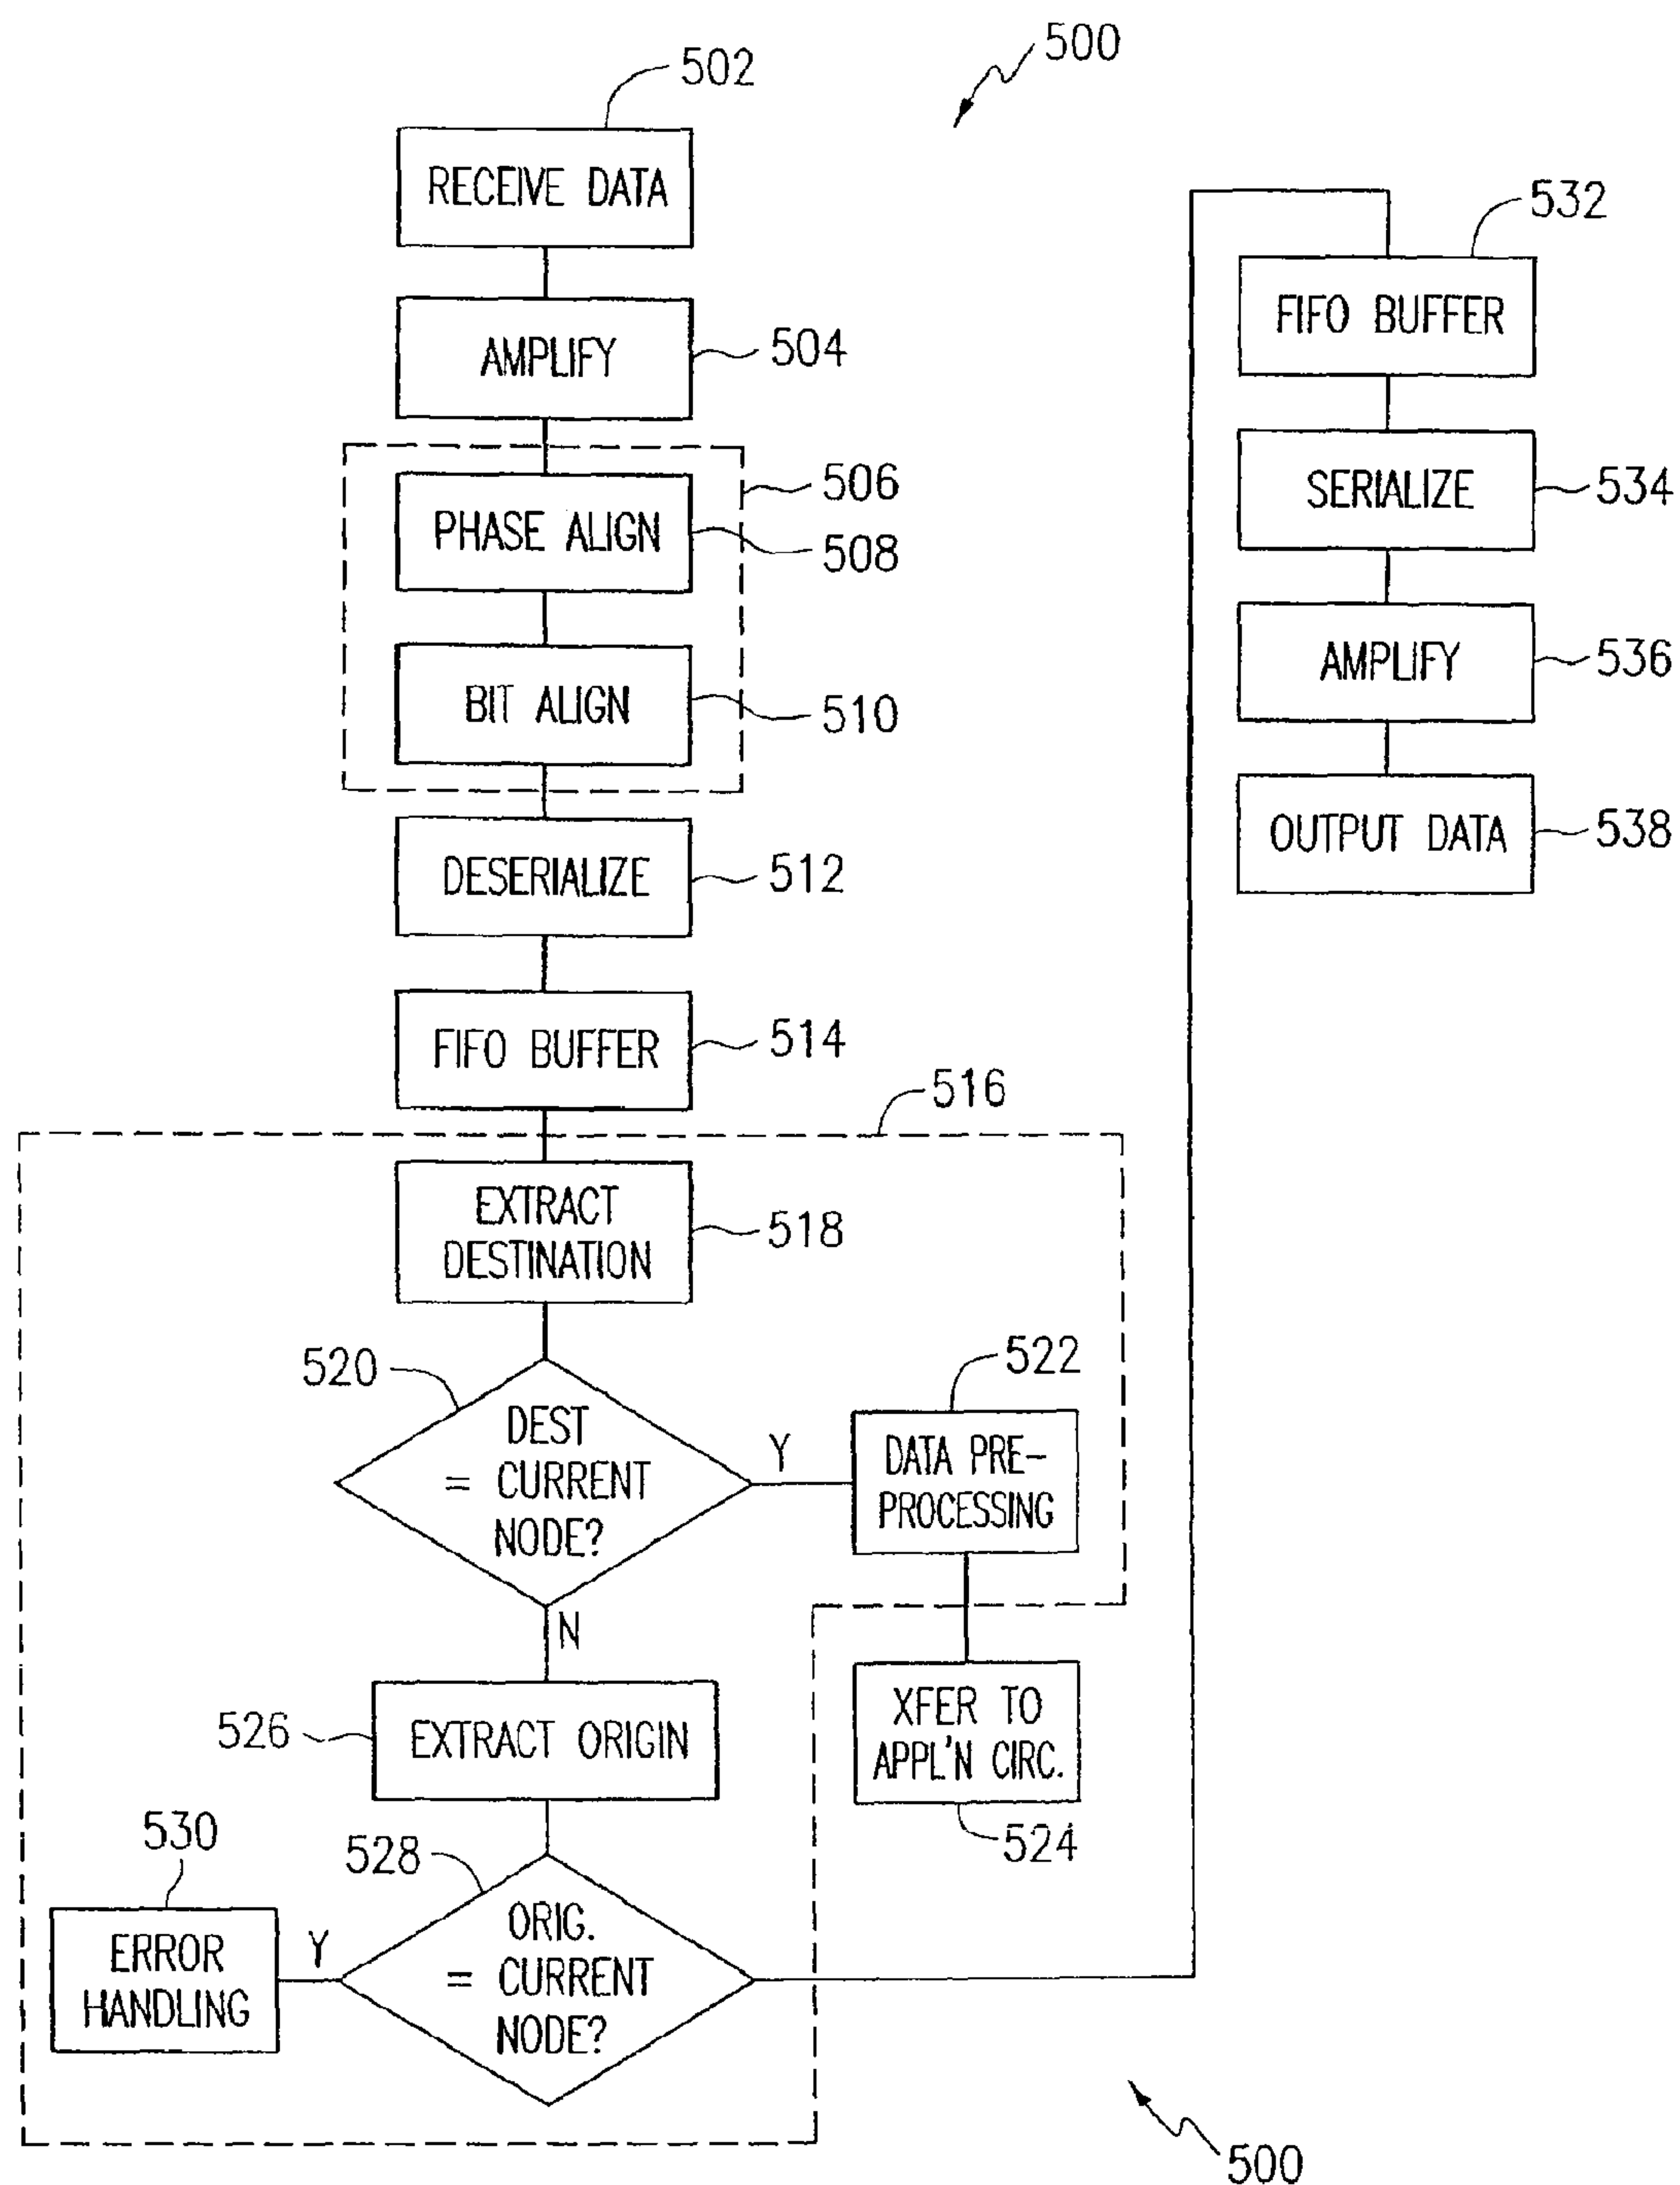 500
502
RECEIVE DATA
AMPLIFY
504
506
PHASE ALIGN
508
BIT ALIGN
510
DESERIALIZE
512
FIFO BUFFER
514
516
EXTRACT
DESTINATION
518
520
DEST
= CURRENT
NODE?
Y
522
DATA PRE-
PROCESSING
N
XFER TO
APPL'N CIRC.
524
526
EXTRACT ORIGIN
528
ORIG.
= CURRENT
NODE?
Y
530
ERROR
HANDLING
532
FIFO BUFFER
SERIALIZE
534
AMPLIFY
536
OUTPUT DATA
538
500